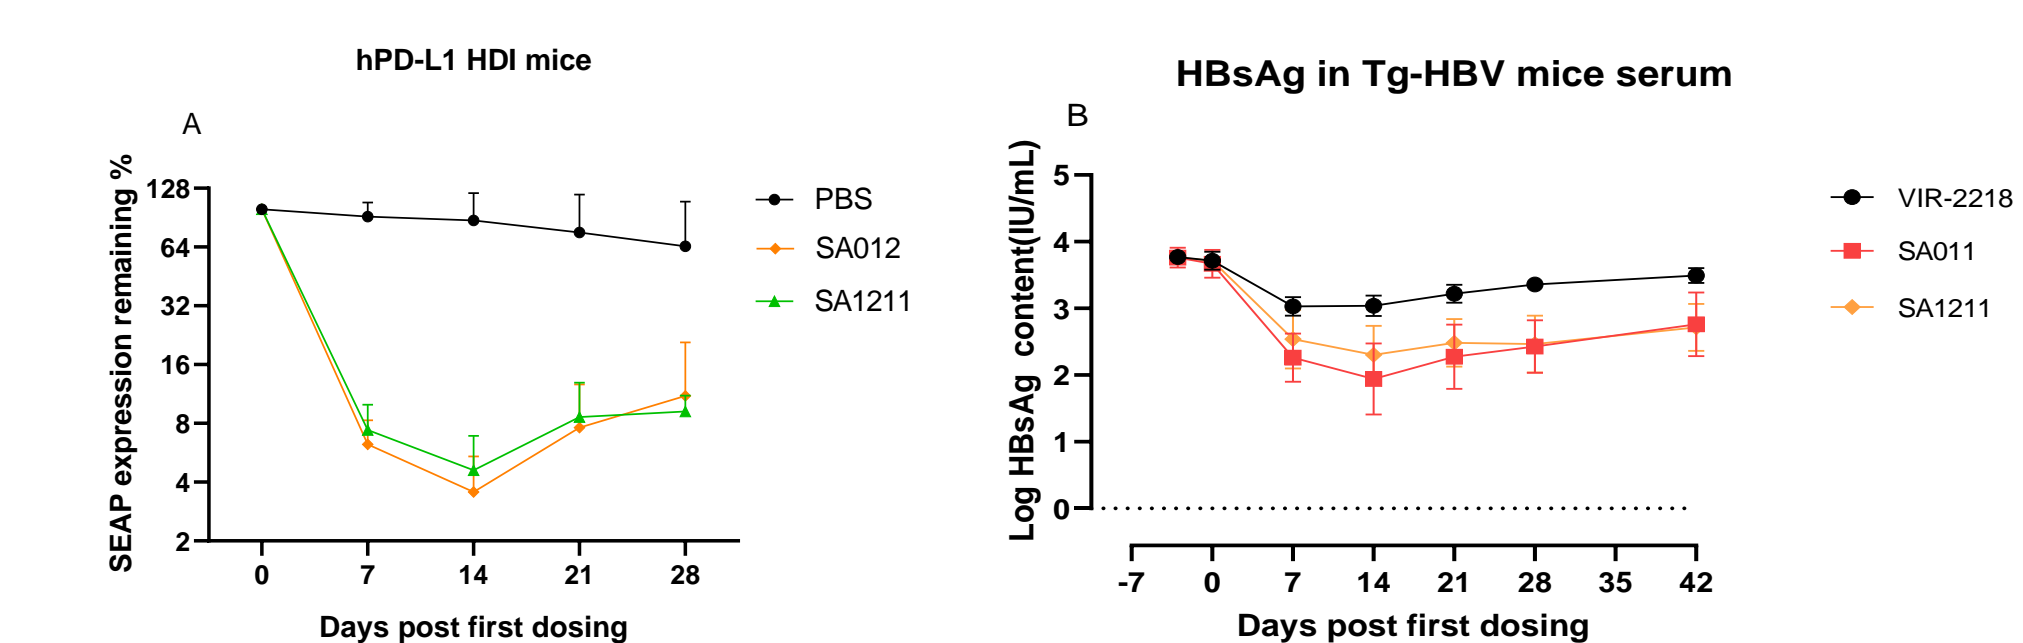 hPD-L1 HDI mice
A
SEAP expression remaining %
128
64
32
16
8
4
2
0 7 14 21 28
Days post first dosing
PBS
SA012
SA1211
HBsAg in Tg-HBV mice serum
B
Log HBsAg content(IU/mL)
5
4
3
2
1
0
-7 0 7 14 21 28 35 42
Days post first dosing
VIR-2218
SA011
SA1211